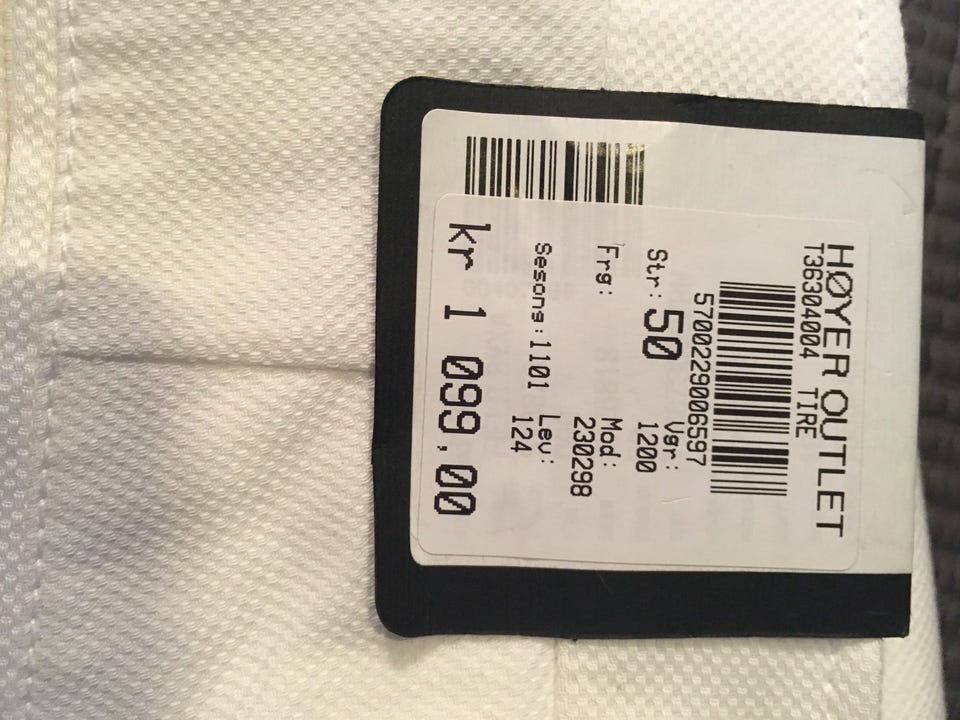 HØYER OUTLET
T36304004 TIRE
5700229006597
Str: 50 Vgr: 1200
Frg: Mod: 230298
Sesong:1101 Lev: 124
kr 1 099,00